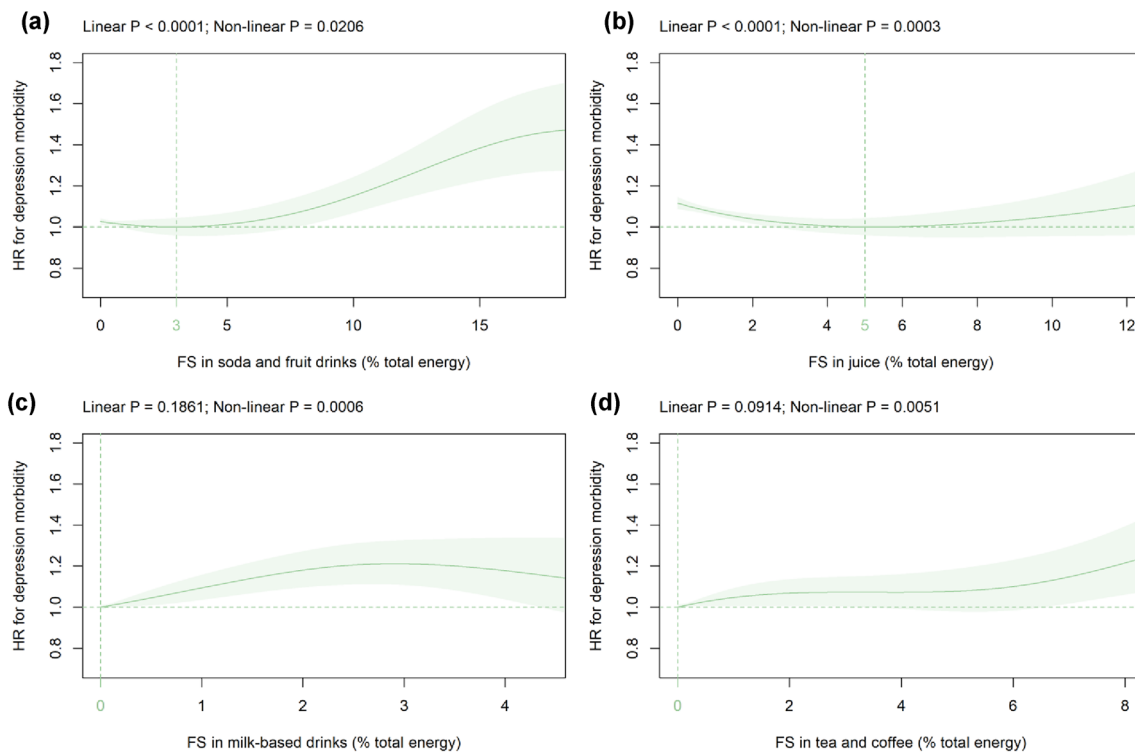 (a)
Linear P < 0.0001; Non-linear P = 0.0206
HR for depression morbidity
1.8
1.6
1.4
1.2
1.0
0.8
0
3
5
10
15
FS in soda and fruit drinks (% total energy)
(b)
Linear P < 0.0001; Non-linear P = 0.0003
HR for depression morbidity
1.8
1.6
1.4
1.2
1.0
0.8
0
2
4
5
6
8
10
12
FS in juice (% total energy)
(c)
Linear P = 0.1861; Non-linear P = 0.0006
HR for depression morbidity
1.8
1.6
1.4
1.2
1.0
0.8
0
1
2
3
4
FS in milk-based drinks (% total energy)
(d)
Linear P = 0.0914; Non-linear P = 0.0051
HR for depression morbidity
1.8
1.6
1.4
1.2
1.0
0.8
0
2
4
6
8
FS in tea and coffee (% total energy)